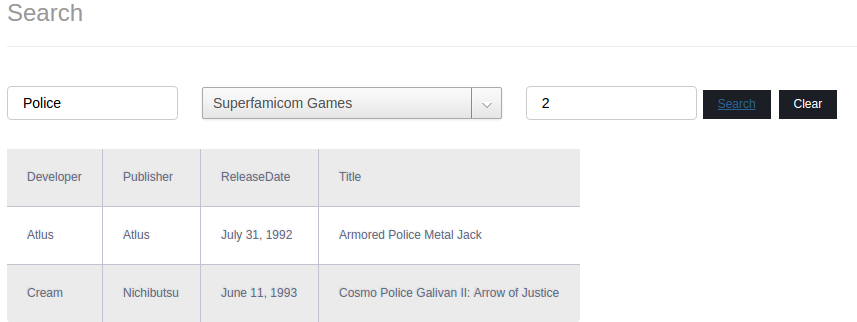 Search
Police Superfamicom Games 2 Search Clear
Developer Publisher ReleaseDate Title
Atlus Atlus July 31, 1992 Armored Police Metal Jack
Cream Nichibutsu June 11, 1993 Cosmo Police Galivan II: Arrow of Justice